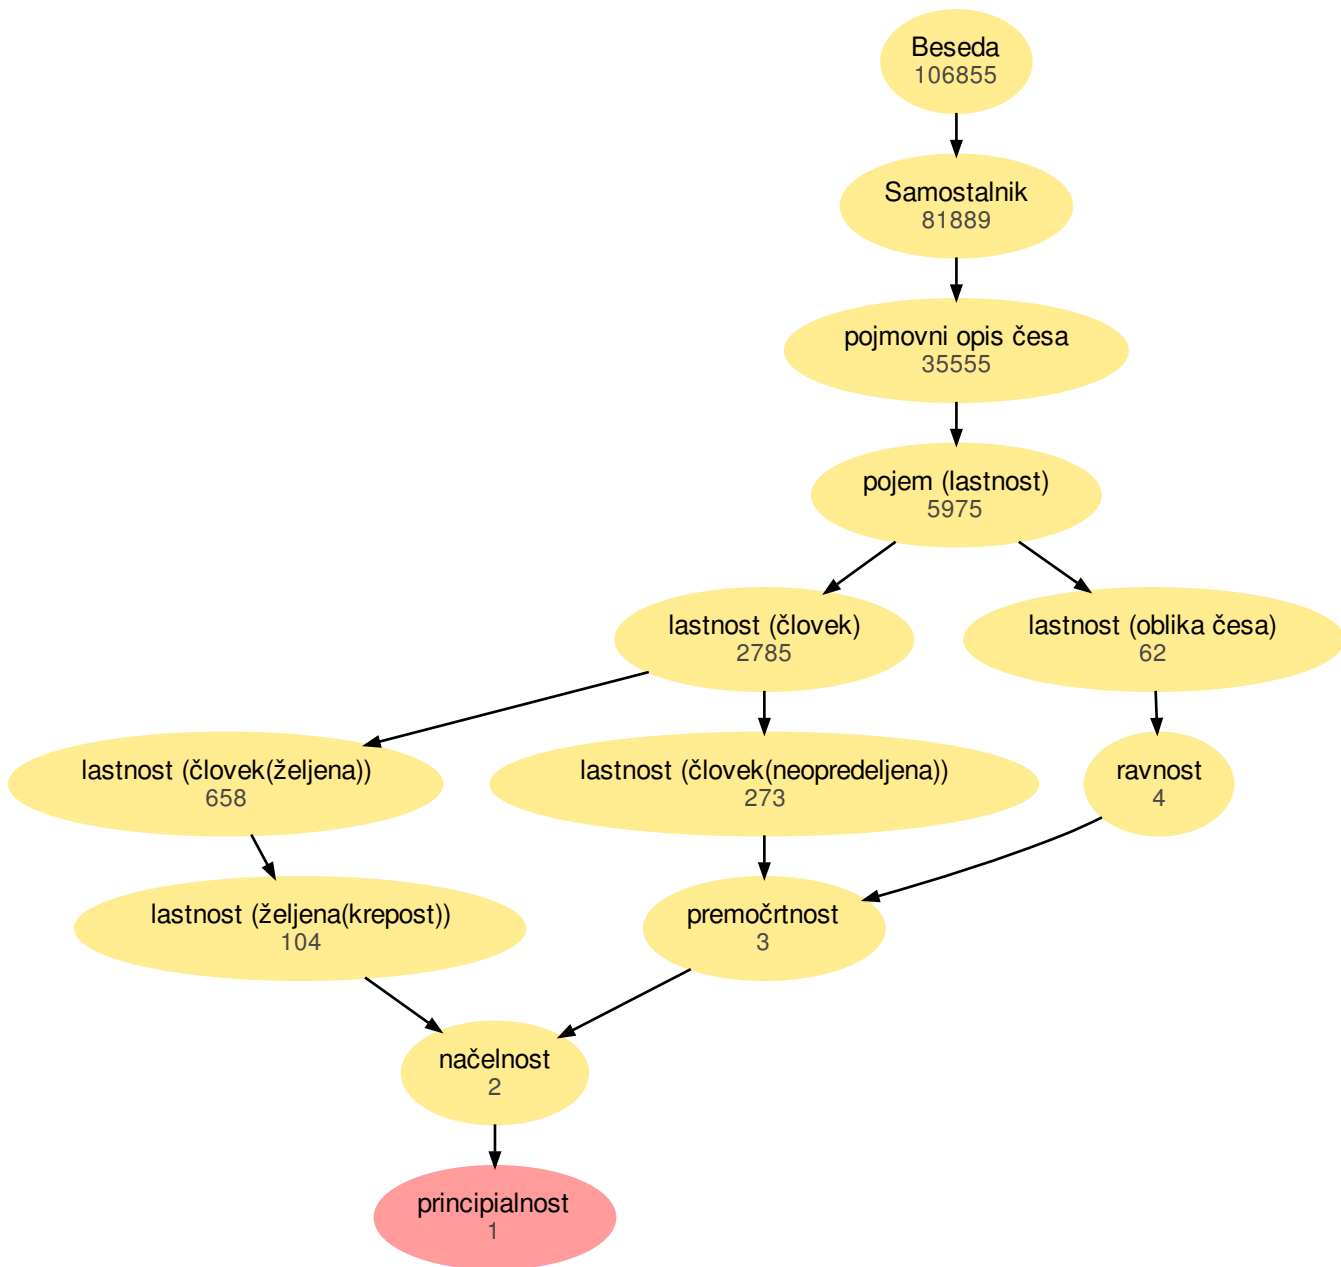 Beseda
106855
Samostalnik
81889
pojmovni opis česa
35555
pojem (lastnost)
5975
lastnost (človek)
2785
lastnost (oblika česa)
62
lastnost (človek(željena))
658
lastnost (človek(neopredeljena))
273
ravnost
4
lastnost (željena(krepost))
104
premočrtnost
3
načelnost
2
principialnost
1